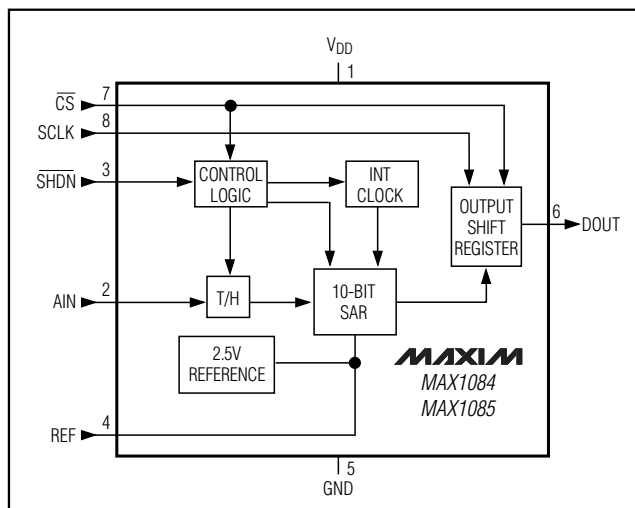 VDD
1
CS
7
SCLK
8
SHDN
3
CONTROL
LOGIC
INT
CLOCK
OUTPUT
SHIFT
REGISTER
6
DOUT
AIN
2
T/H
10-BIT
SAR
2.5V
REFERENCE
MAXIM
MAX1084
MAX1085
REF
4
5
GND